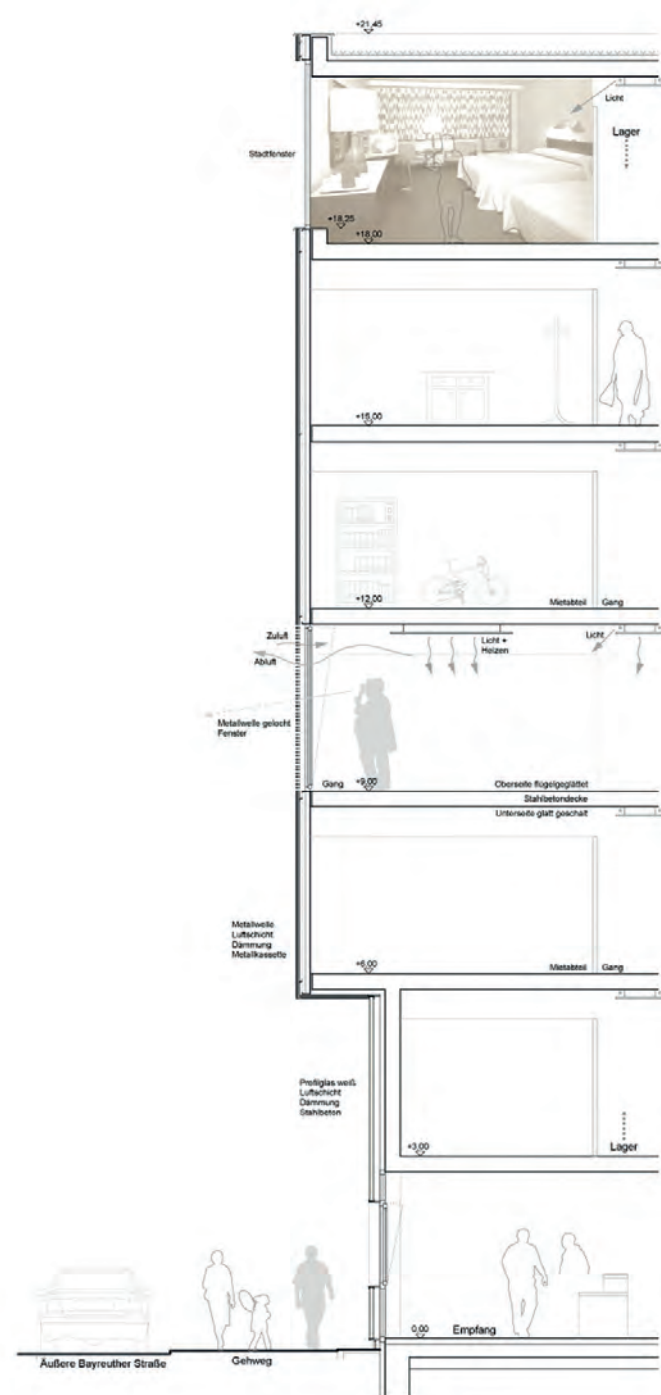 +21,45
Licht
Lager
Stadtfenster
+18,25
+18,00
+15,00
+12,00
Mietabteil Gang
Zuluft
Licht +
Heizen
Licht
Abluft
Metallwelle gelocht
Fenster
Gang +9,00
Oberseite flügelgeglättet
Stahlbetondecke
Unterseite glatt geschalt
Metallwelle
Luftschicht
Dämmung
Metallkassette
+6,00
Mietabteil Gang
Profilglas weiß
Luftschicht
Dämmung
Stahlbeton
+3,00
Lager
0,00
Empfang
Äußere Bayreuther Straße
Gehweg